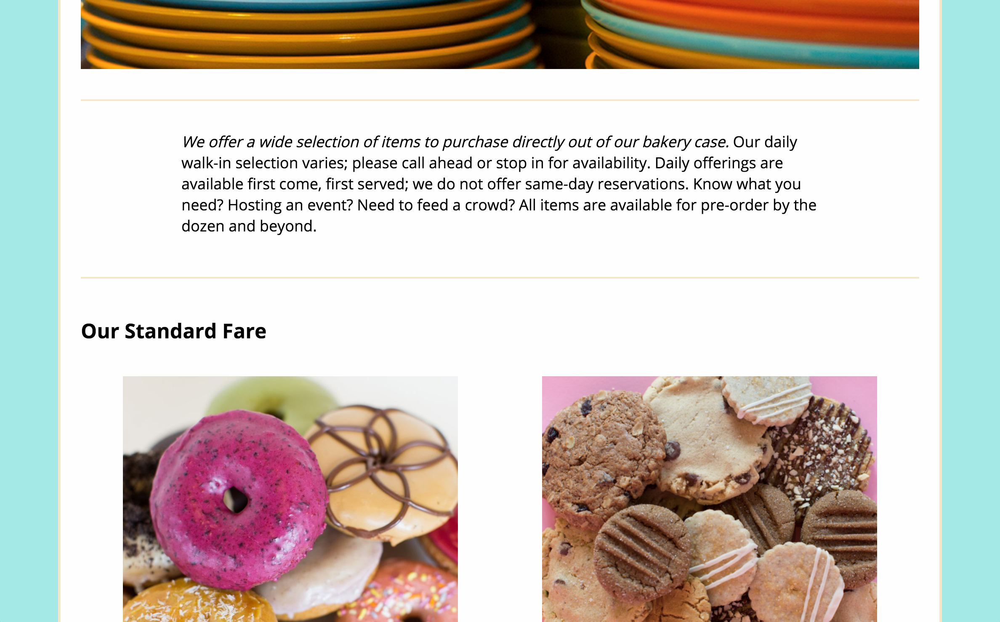 We offer a wide selection of items to purchase directly out of our bakery case. Our daily
walk-in selection varies; please call ahead or stop in for availability. Daily offerings are
available first come, first served; we do not offer same-day reservations. Know what you
need? Hosting an event? Need to feed a crowd? All items are available for pre-order by the
dozen and beyond.
Our Standard Fare